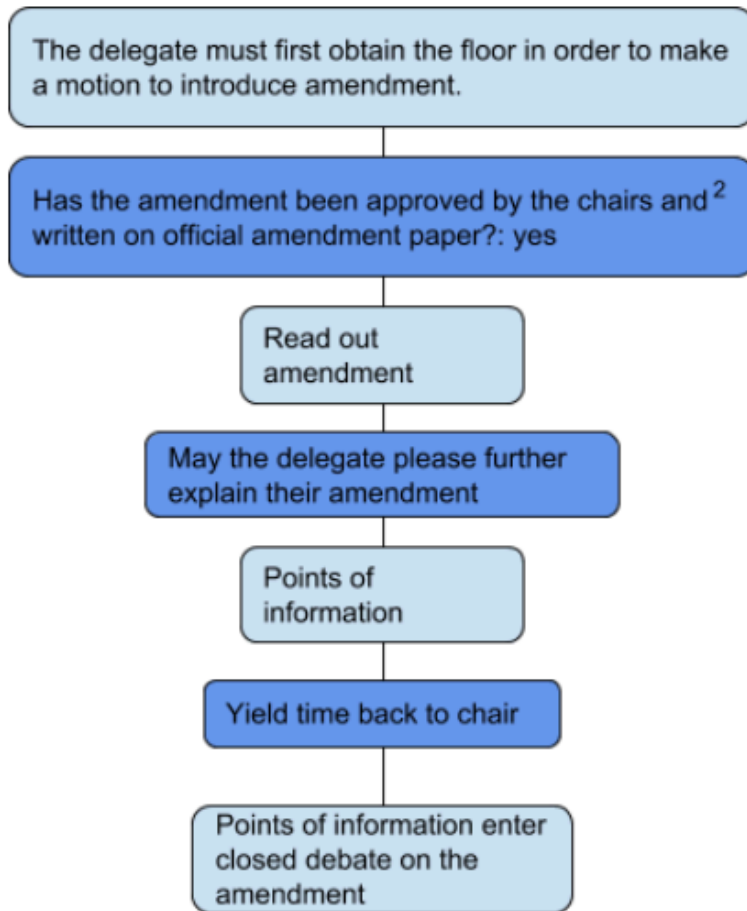 The delegate must first obtain the floor in order to make
a motion to introduce amendment.
Has the amendment been approved by the chairs and 2
written on official amendment paper?: yes
Read out
amendment
May the delegate please further
explain their amendment
Points of
information
Yield time back to chair
Points of information enter
closed debate on the
amendment